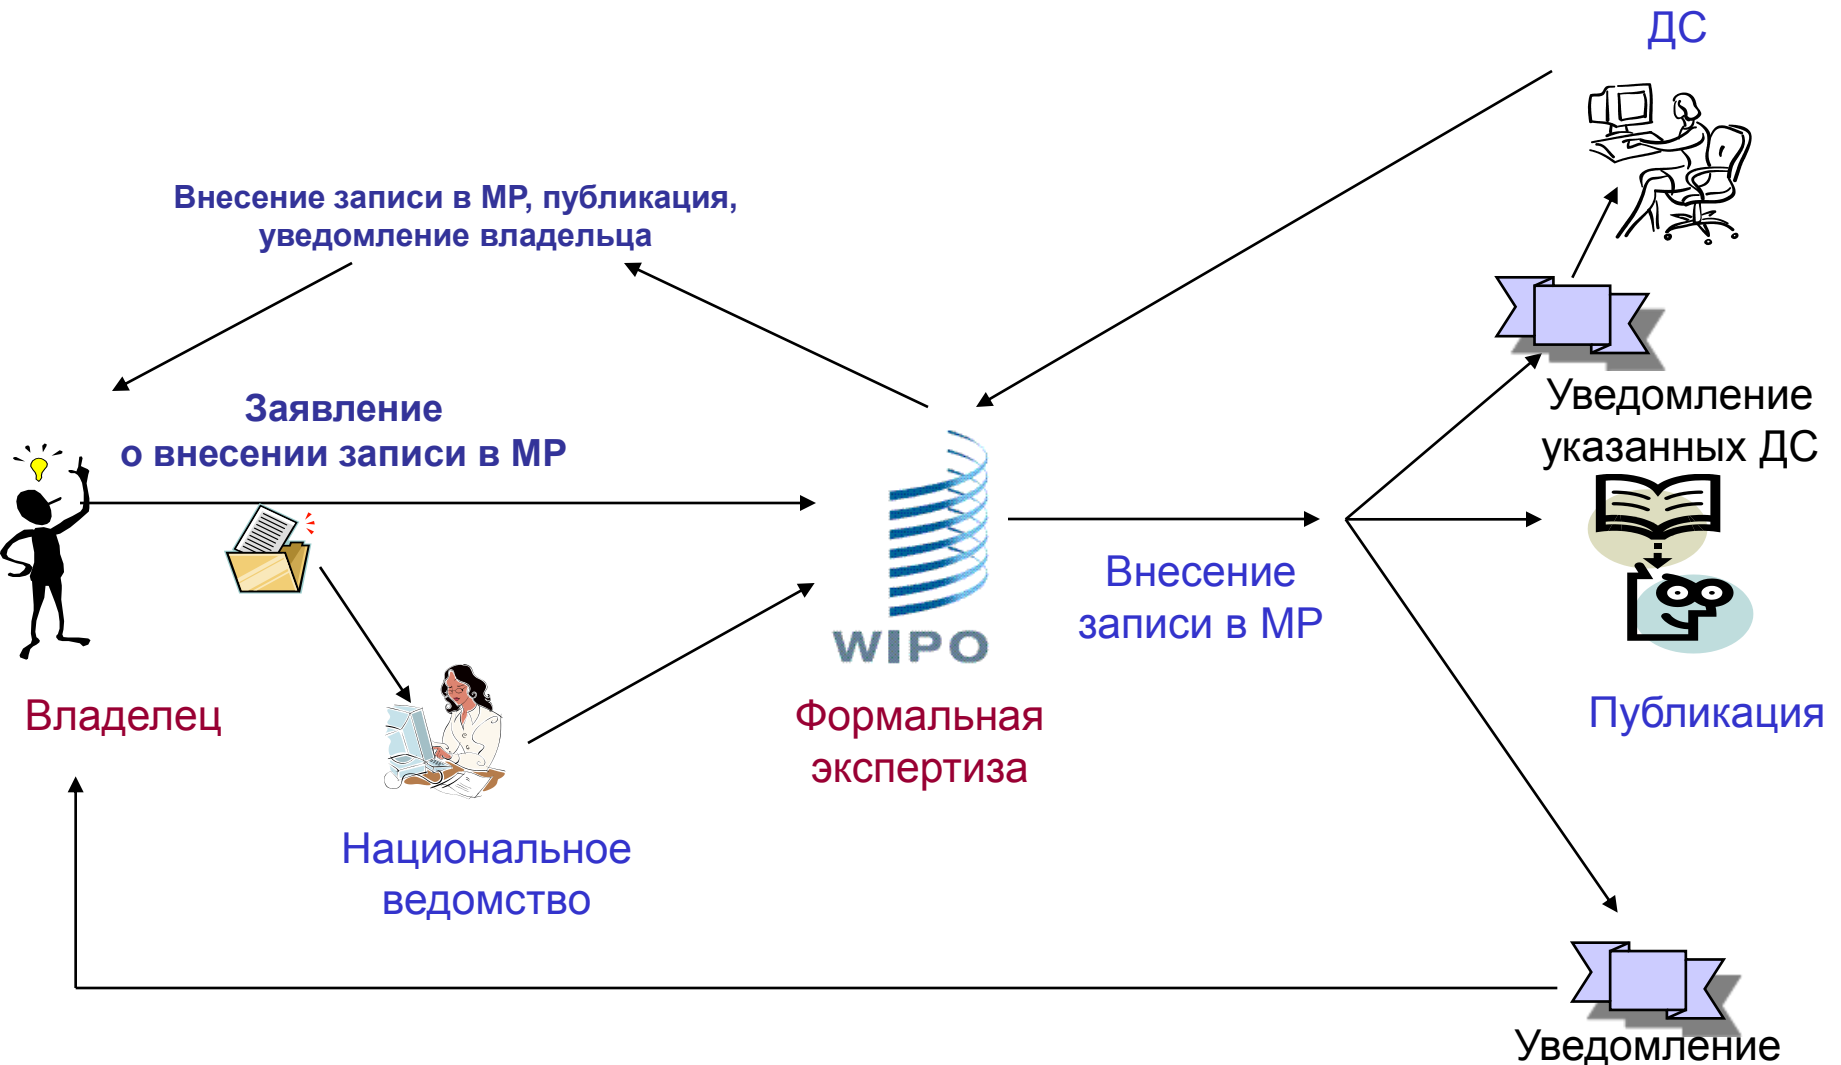 ДС
Внесение записи в МР, публикация,
уведомление владельца
Заявление
о внесении записи в МР
Уведомление
указанных ДС
Внесение
записи в МР
WIPO
Владелец
Формальная
экспертиза
Публикация
Национальное
ведомство
Уведомление